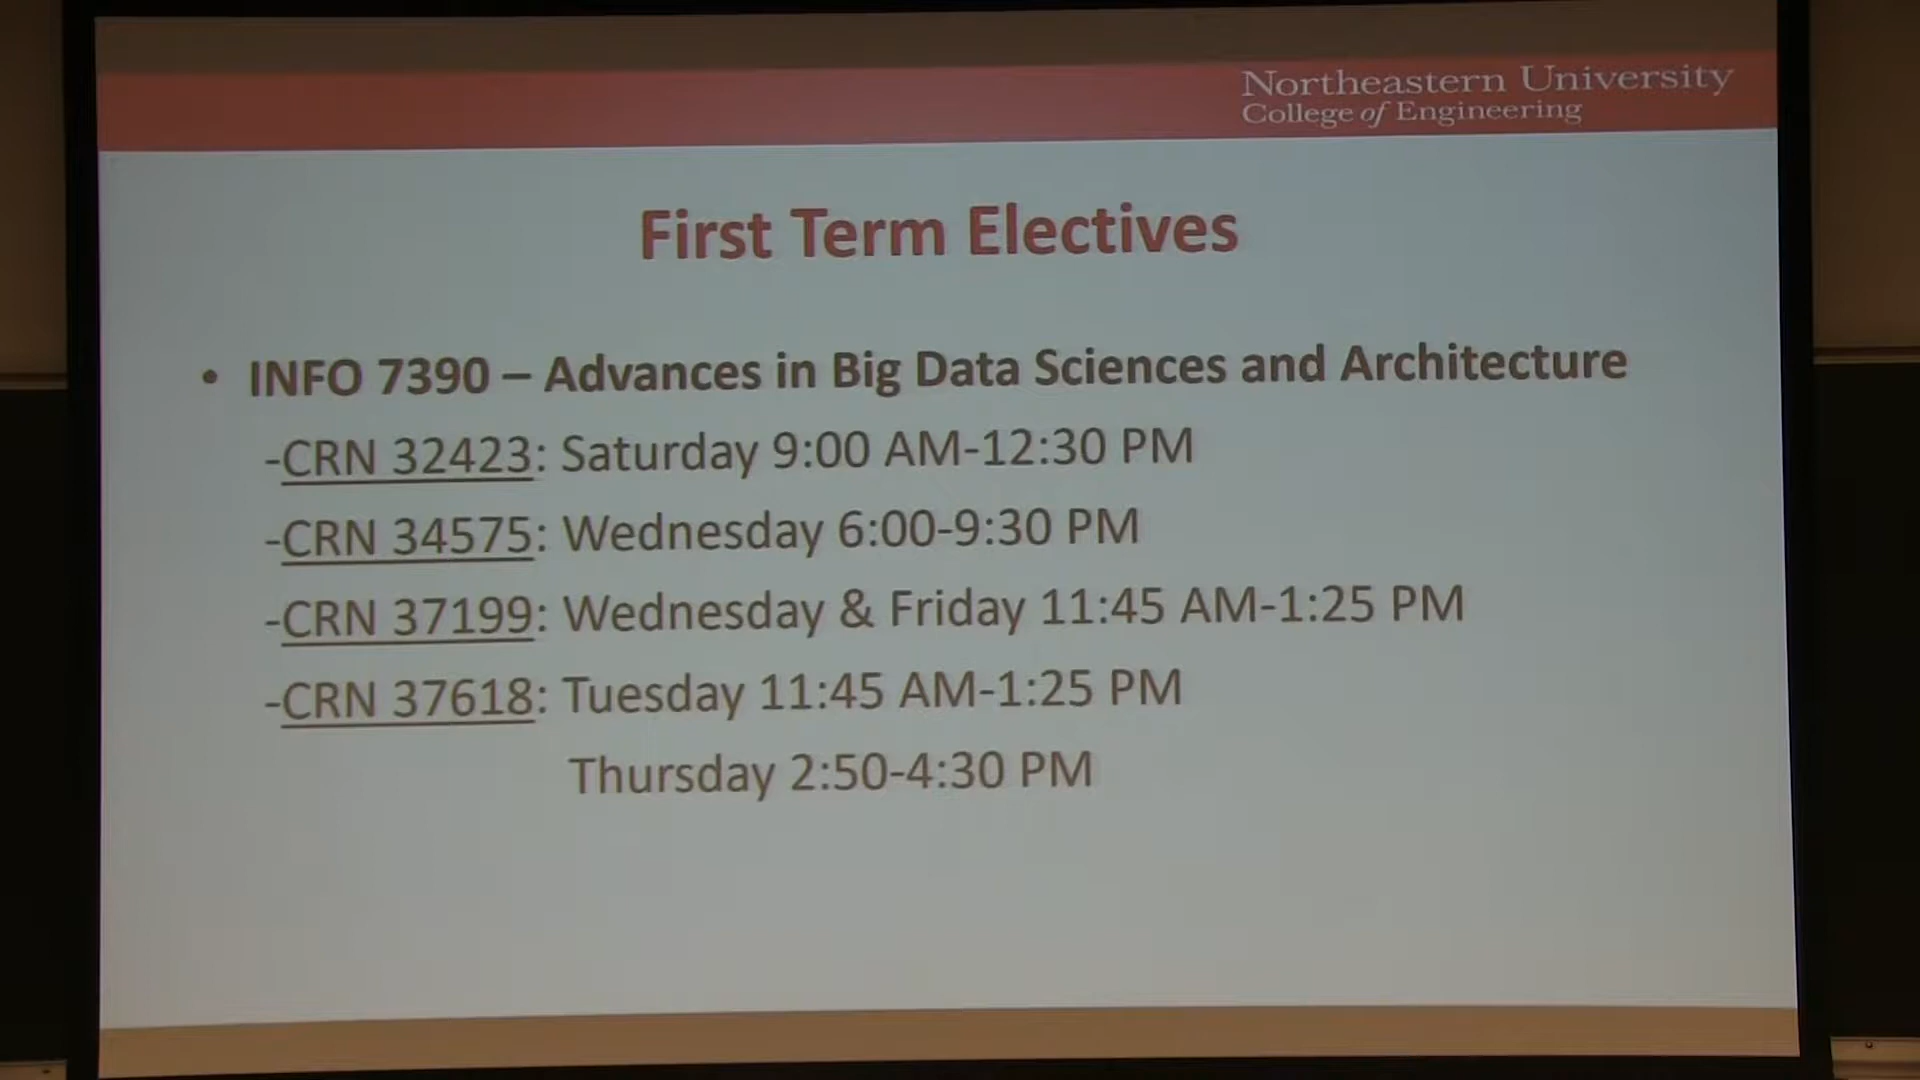 Northeastern University
College of Engineering
First Term Electives
• INFO 7390 – Advances in Big Data Sciences and Architecture
-CRN 32423: Saturday 9:00 AM-12:30 PM
-CRN 34575: Wednesday 6:00-9:30 PM
-CRN 37199: Wednesday & Friday 11:45 AM-1:25 PM
-CRN 37618: Tuesday 11:45 AM-1:25 PM
Thursday 2:50-4:30 PM